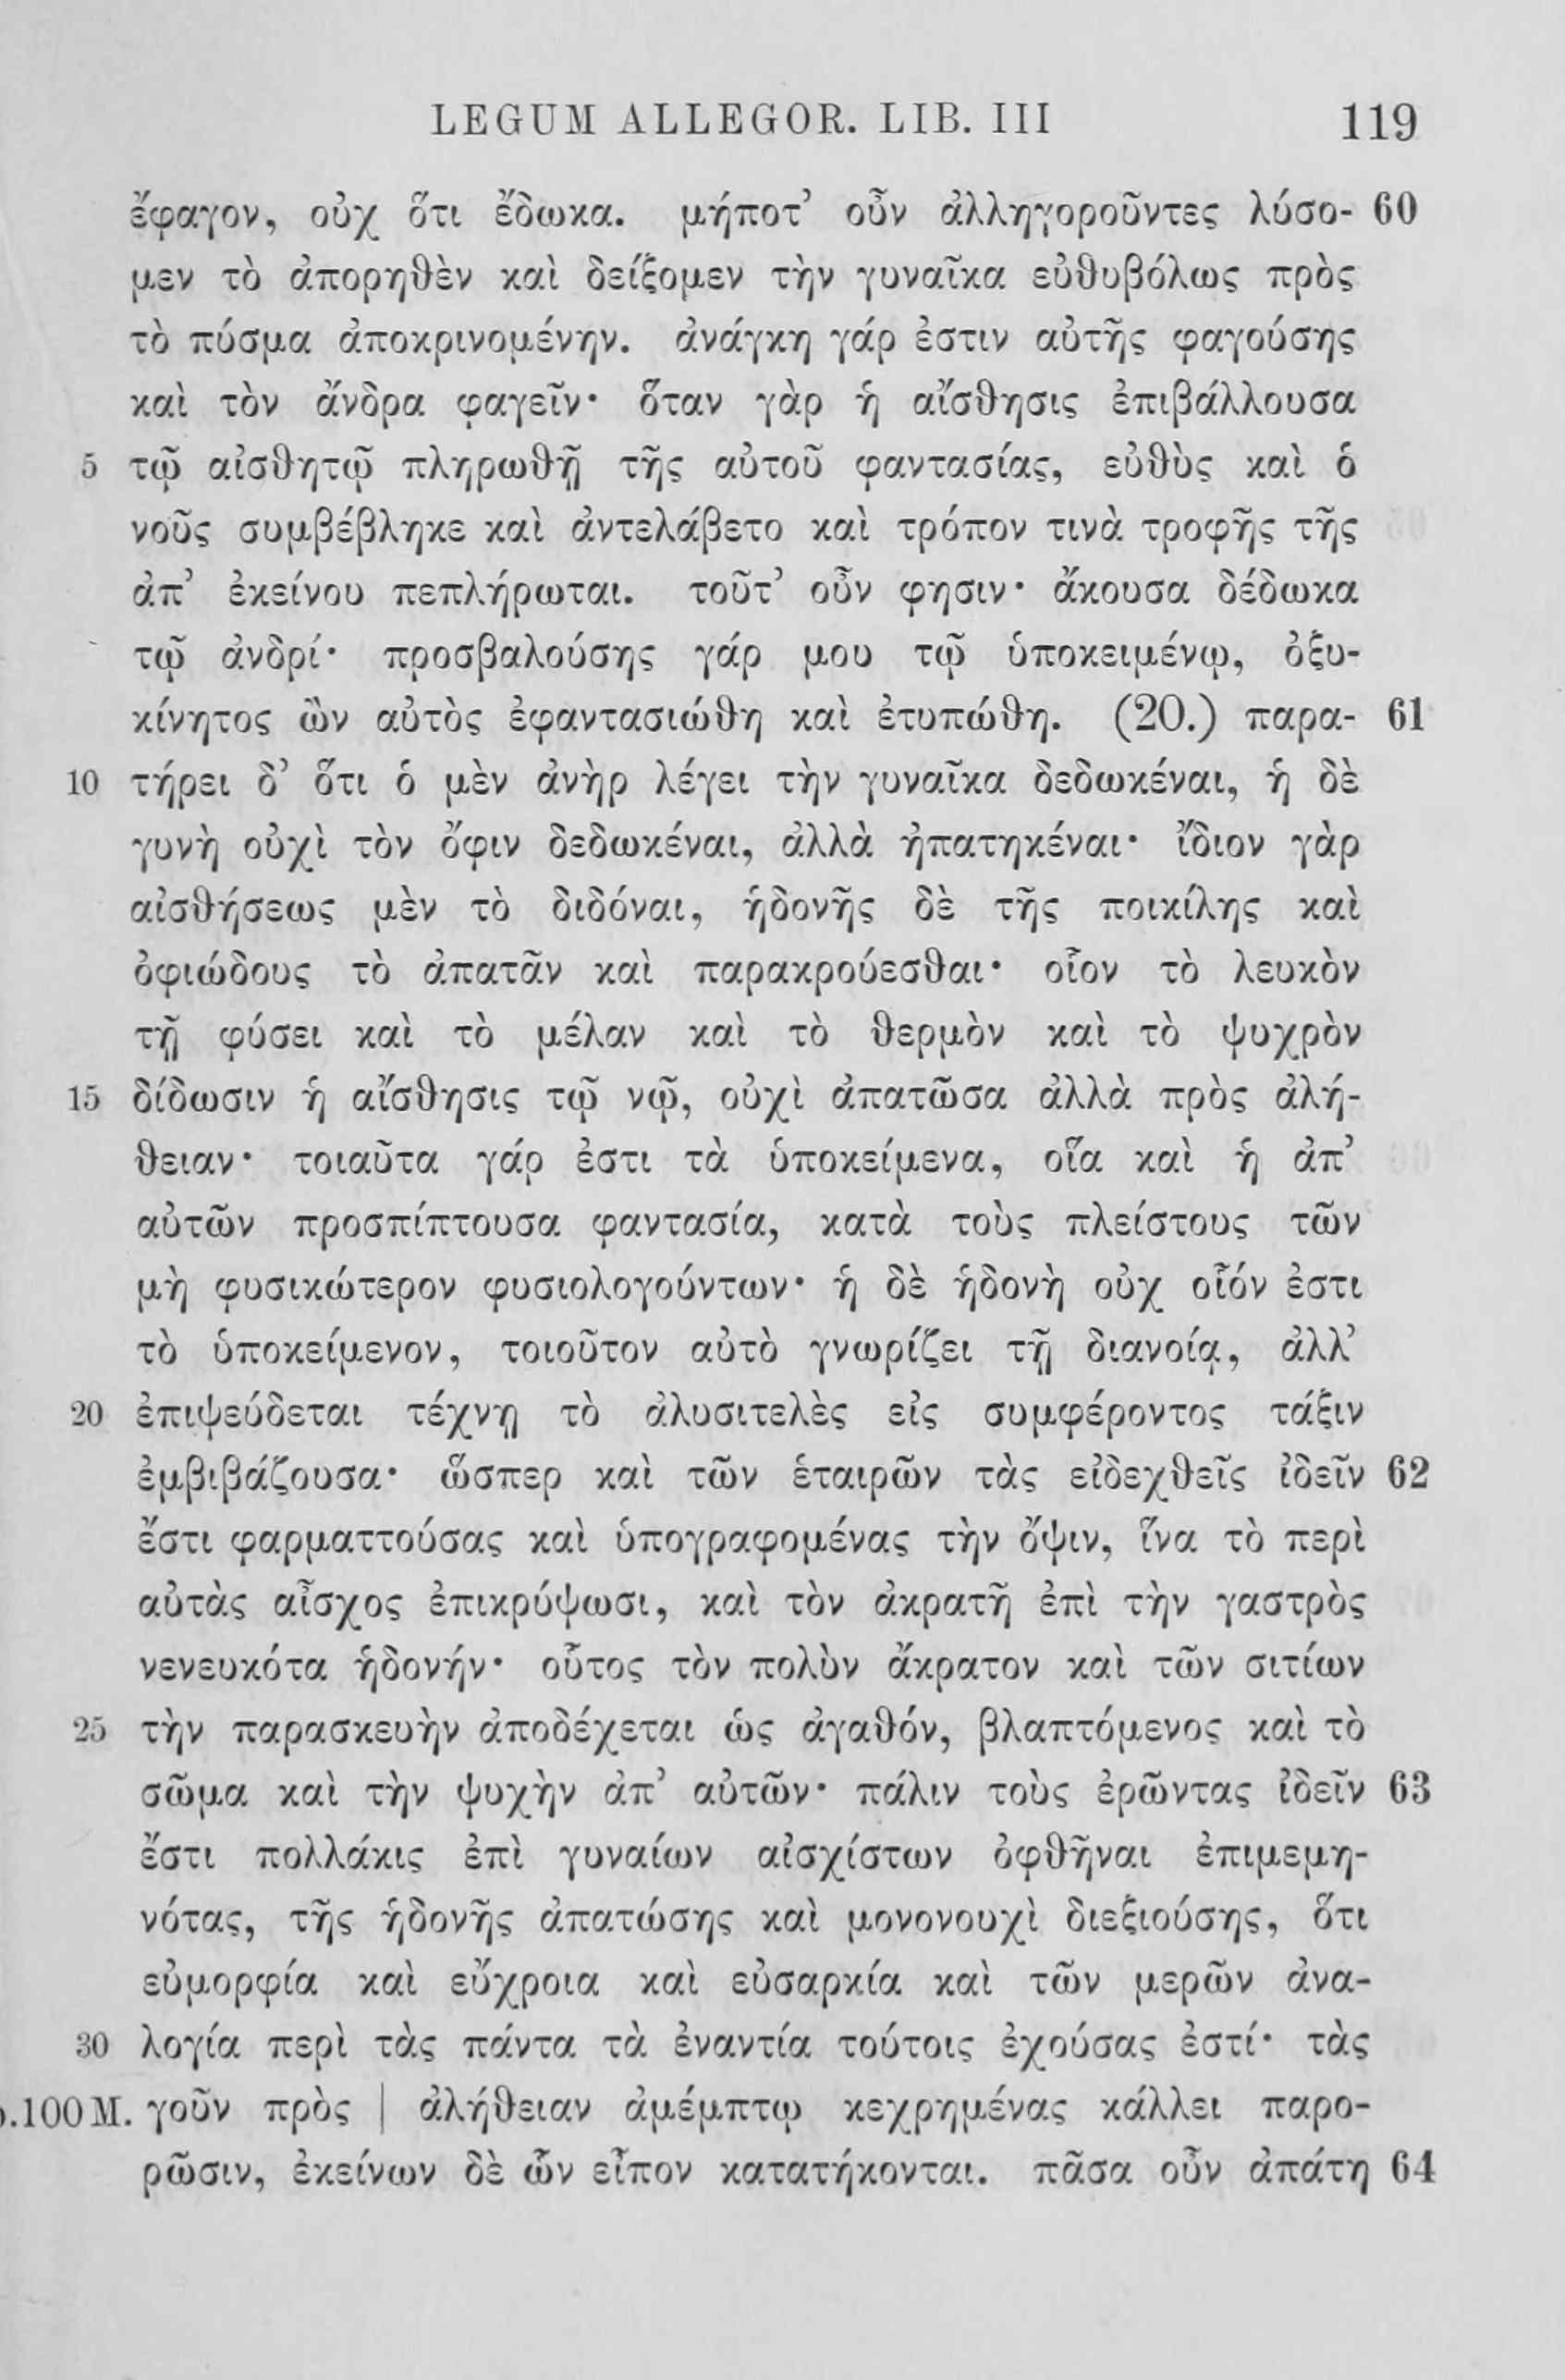 LEGUM ALLEGOR. LIB. III 119
ἔφαγον, οὐχ ὅτι ἔδωκα. μήποτ’ οὖν ἀλληγοροῦντες λύσο- 60
μεν τὸ ἀπορηθὲν καὶ δείξομεν τὴν γυναῖκα εὐθυβόλως πρὸς
τὸ πύσμα ἀποκρινομένην. ἀνάγκη γάρ ἐστιν αὐτῆς φαγούσης
καὶ τὸν ἄνδρα φαγεῖν· ὅταν γὰρ ἡ αἴσθησις ἐπιβάλλουσα
5 τῷ αἰσθητῷ πληρωθῇ τῆς αὐτοῦ φαντασίας, εὐθὺς καὶ ὁ
νοῦς συμβέβληκε καὶ ἀντελάβετο καὶ τρόπον τινὰ τροφῆς τῆς
ἀπ’ ἐκείνου πεπλήρωται. τοῦτ’ οὖν φησιν· ἄκουσα δέδωκα
τῷ ἀνδρί· προσβαλούσης γάρ μου τῷ ὑποκειμένῳ, ὀξυ-
κίνητος ὢν αὐτὸς ἐφαντασιώθη καὶ ἐτυπώθη. (20.) παρα- 61
10 τήρει δ’ ὅτι ὁ μὲν ἀνὴρ λέγει τὴν γυναῖκα δεδωκέναι, ἡ δὲ
γυνὴ οὐχὶ τὸν ὄφιν δεδωκέναι, ἀλλὰ ἠπατηκέναι· ἴδιον γὰρ
αἰσθήσεως μὲν τὸ διδόναι, ἡδονῆς δὲ τῆς ποικίλης καὶ
ὀφιώδους τὸ ἀπατᾶν καὶ παρακρούεσθαι· οἷον τὸ λευκὸν
τῇ φύσει καὶ τὸ μέλαν καὶ τὸ θερμὸν καὶ τὸ ψυχρὸν
15 δίδωσιν ἡ αἴσθησις τῷ νῷ, οὐχὶ ἀπατῶσα ἀλλὰ πρὸς ἀλή-
θειαν· τοιαῦτα γάρ ἐστι τὰ ὑποκείμενα, οἵα καὶ ἡ ἀπ’
αὐτῶν προσπίπτουσα φαντασία, κατὰ τοὺς πλείστους τῶν
μὴ φυσικώτερον φυσιολογούντων· ἡ δὲ ἡδονὴ οὐχ οἷόν ἐστι
τὸ ὑποκείμενον, τοιοῦτον αὐτὸ γνωρίζει τῇ διανοίᾳ, ἀλλ’
20 ἐπιψεύδεται τέχνῃ τὸ ἀλυσιτελὲς εἰς συμφέροντος τάξιν
ἐμβιβάζουσα· ὥσπερ καὶ τῶν ἑταιρῶν τὰς εἰδεχθεῖς ἰδεῖν 62
ἔστι φαρματτούσας καὶ ὑπογραφομένας τὴν ὄψιν, ἵνα τὸ περὶ
αὐτὰς αἶσχος ἐπικρύψωσι, καὶ τὸν ἀκρατῆ ἐπὶ τὴν γαστρὸς
νενευκότα ἡδονήν· οὗτος τὸν πολὺν ἄκρατον καὶ τῶν σιτίων
25 τὴν παρασκευὴν ἀποδέχεται ὡς ἀγαθόν, βλαπτόμενος καὶ τὸ
σῶμα καὶ τὴν ψυχὴν ἀπ’ αὐτῶν· πάλιν τοὺς ἐρῶντας ἰδεῖν 63
ἔστι πολλάκις ἐπὶ γυναίων αἰσχίστων ὀφθῆναι ἐπιμεμη-
νότας, τῆς ἡδονῆς ἀπατώσης καὶ μονονουχὶ διεξιούσης, ὅτι
εὐμορφία καὶ εὔχροια καὶ εὐσαρκία καὶ τῶν μερῶν ἀνα-
30 λογία περὶ τὰς πάντα τὰ ἐναντία τούτοις ἐχούσας ἐστί· τὰς
p.100 M. γοῦν πρὸς | ἀλήθειαν ἀμέμπτῳ κεχρημένας κάλλει παρο-
ρῶσιν, ἐκείνων δὲ ὧν εἶπον κατατήκονται. πᾶσα οὖν ἀπάτη 64